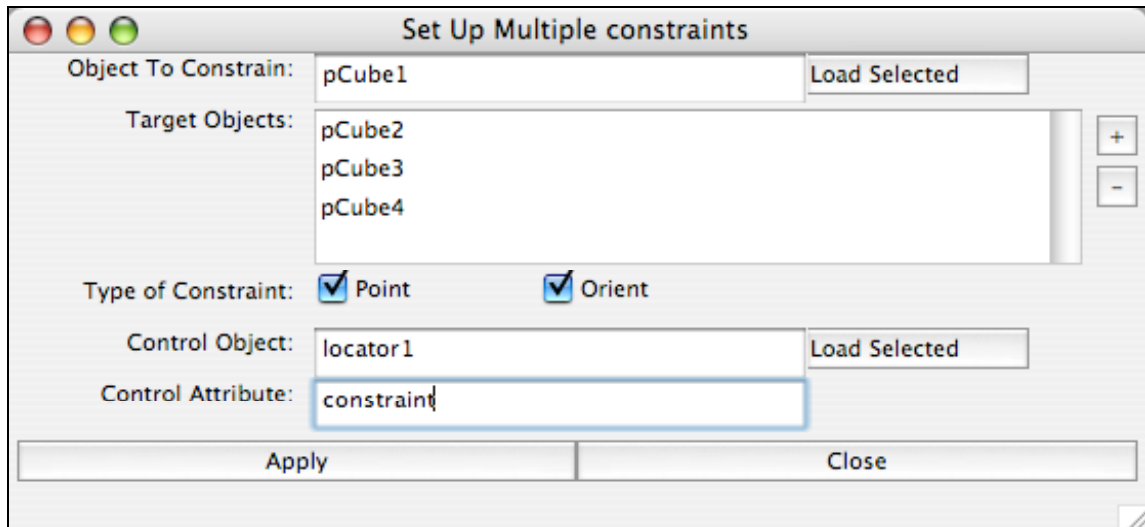 Set Up Multiple constraints
Object To Constrain: pCube1 Load Selected
Target Objects: pCube2 +
pCube3 -
pCube4
Type of Constraint: Point Orient
Control Object: locator1 Load Selected
Control Attribute: constraint
Apply Close